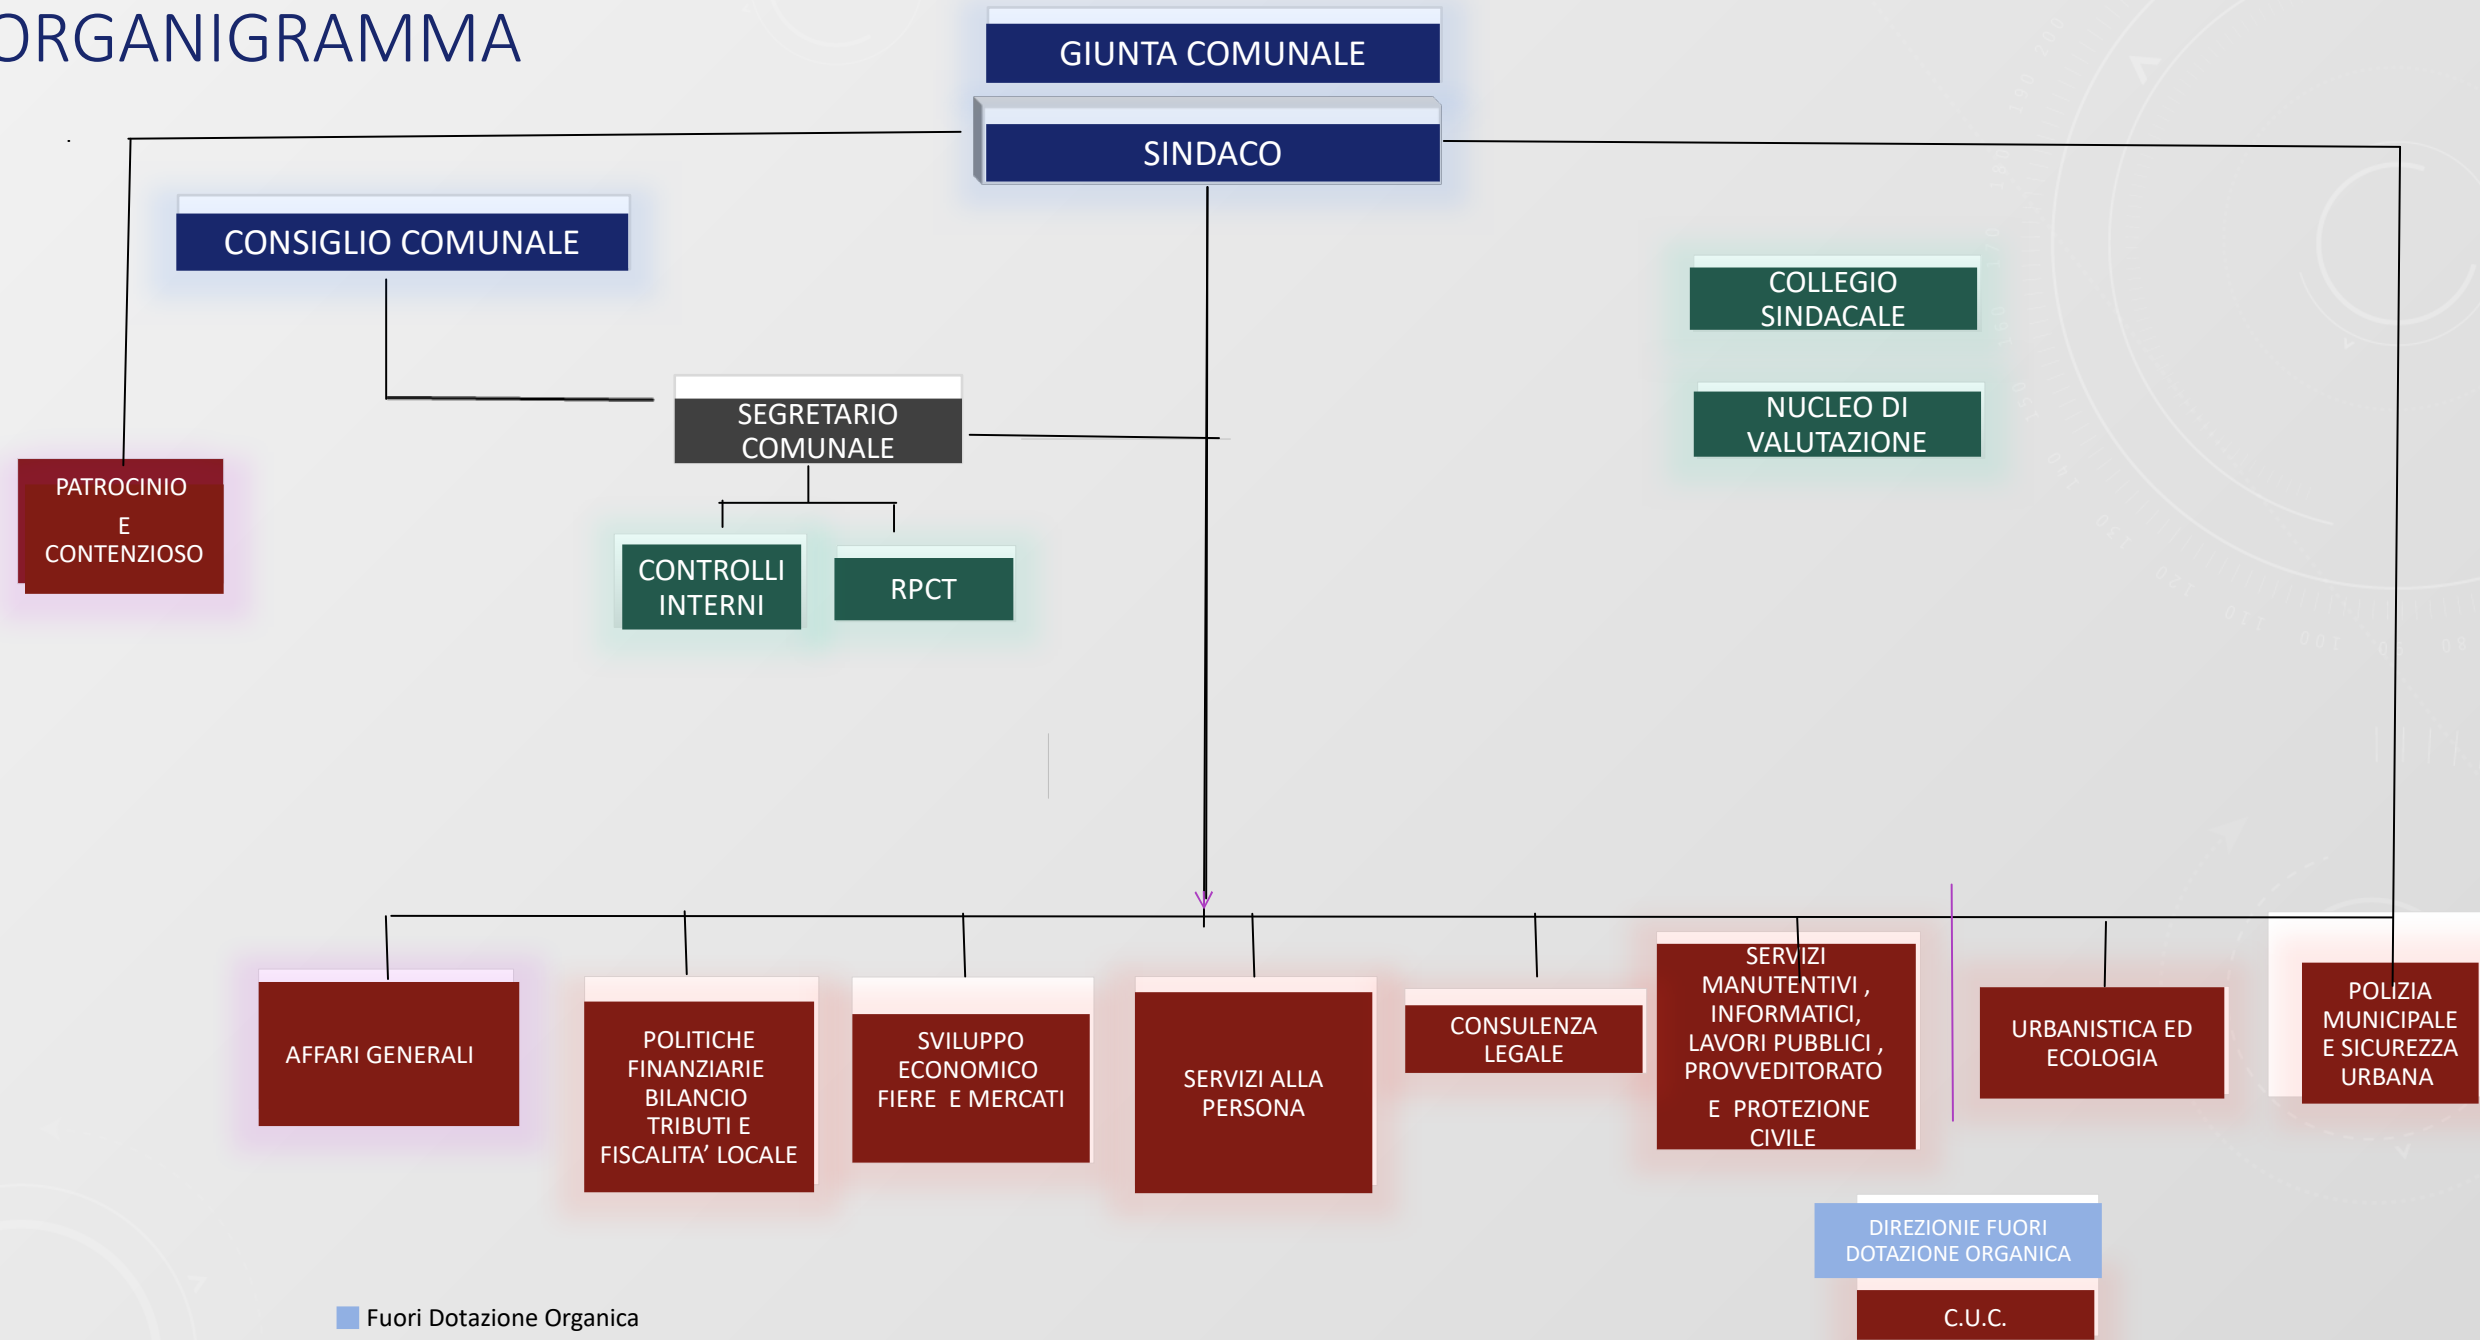 ORGANIGRAMMA
GIUNTA COMUNALE
SINDACO
CONSIGLIO COMUNALE
COLLEGIO
SINDACALE
SEGRETARIO
COMUNALE
NUCLEO DI
VALUTAZIONE
PATROCINIO
E
CONTENZIOSO
CONTROLLI
INTERNI
RPCT
AFFARI GENERALI
POLITICHE
FINANZIARIE
BILANCIO
TRIBUTI E
FISCALITA’ LOCALE
SVILUPPO
ECONOMICO
FIERE E MERCATI
SERVIZI ALLA
PERSONA
CONSULENZA
LEGALE
SERVIZI
MANUTENTIVI ,
INFORMATICI,
LAVORI PUBBLICI ,
PROVVEDITORATO
E PROTEZIONE
CIVILE
URBANISTICA ED
ECOLOGIA
POLIZIA
MUNICIPALE
E SICUREZZA
URBANA
DIREZIONIE FUORI
DOTAZIONE ORGANICA
C.U.C.
Fuori Dotazione Organica